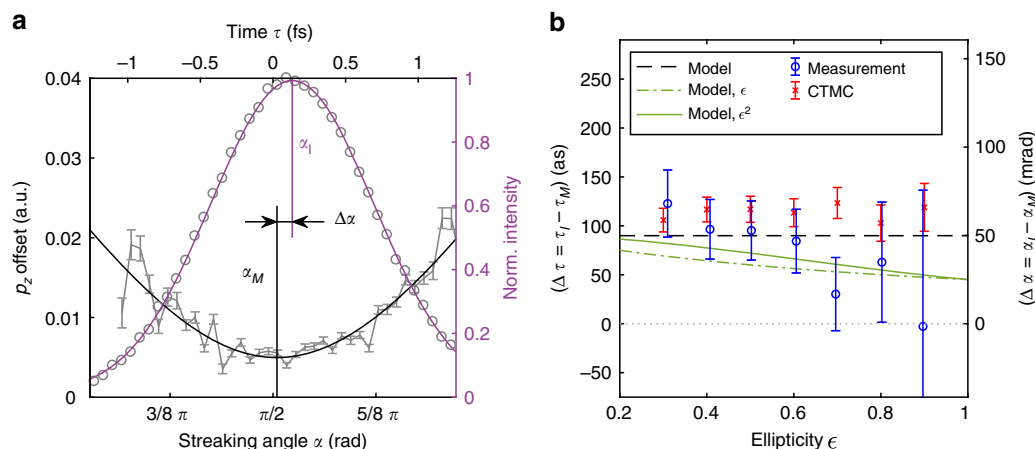 a
Time τ (fs)
−1 −0.5 0 0.5 1
0.04
0.03
0.02
0.01
0
p_z offset (a.u.)
1
0.8
0.6
0.4
0.2
0
Norm. intensity
α_I
Δα
α_M
3/8 π π/2 5/8 π
Streaking angle α (rad)
b
250
200
150
100
50
0
−50
(Δ τ = τ_I − τ_M) (as)
Model
Model, ϵ
Model, ϵ²
Measurement
CTMC
150
100
50
0
(Δ α = α_I − α_M) (mrad)
0.2 0.4 0.6 0.8 1
Ellipticity ϵ